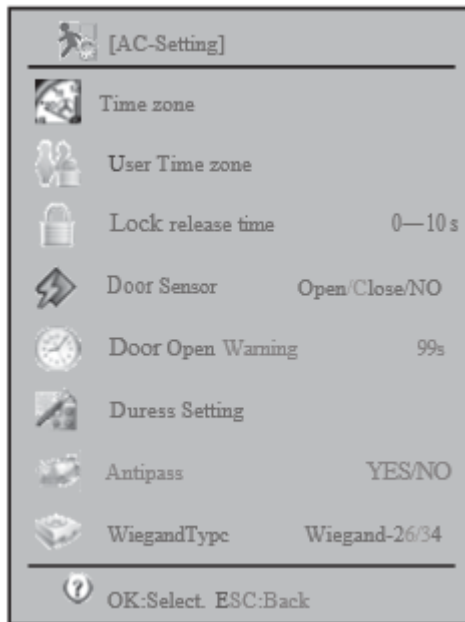 [AC-Setting]
Time zone
User Time zone
Lock release time 0—10 s
Door Sensor Open/Close/NO
Door Open Warning 99s
Duress Setting
Antipass YES/NO
WiegandType Wiegand-26/34
OK:Select. ESC:Back